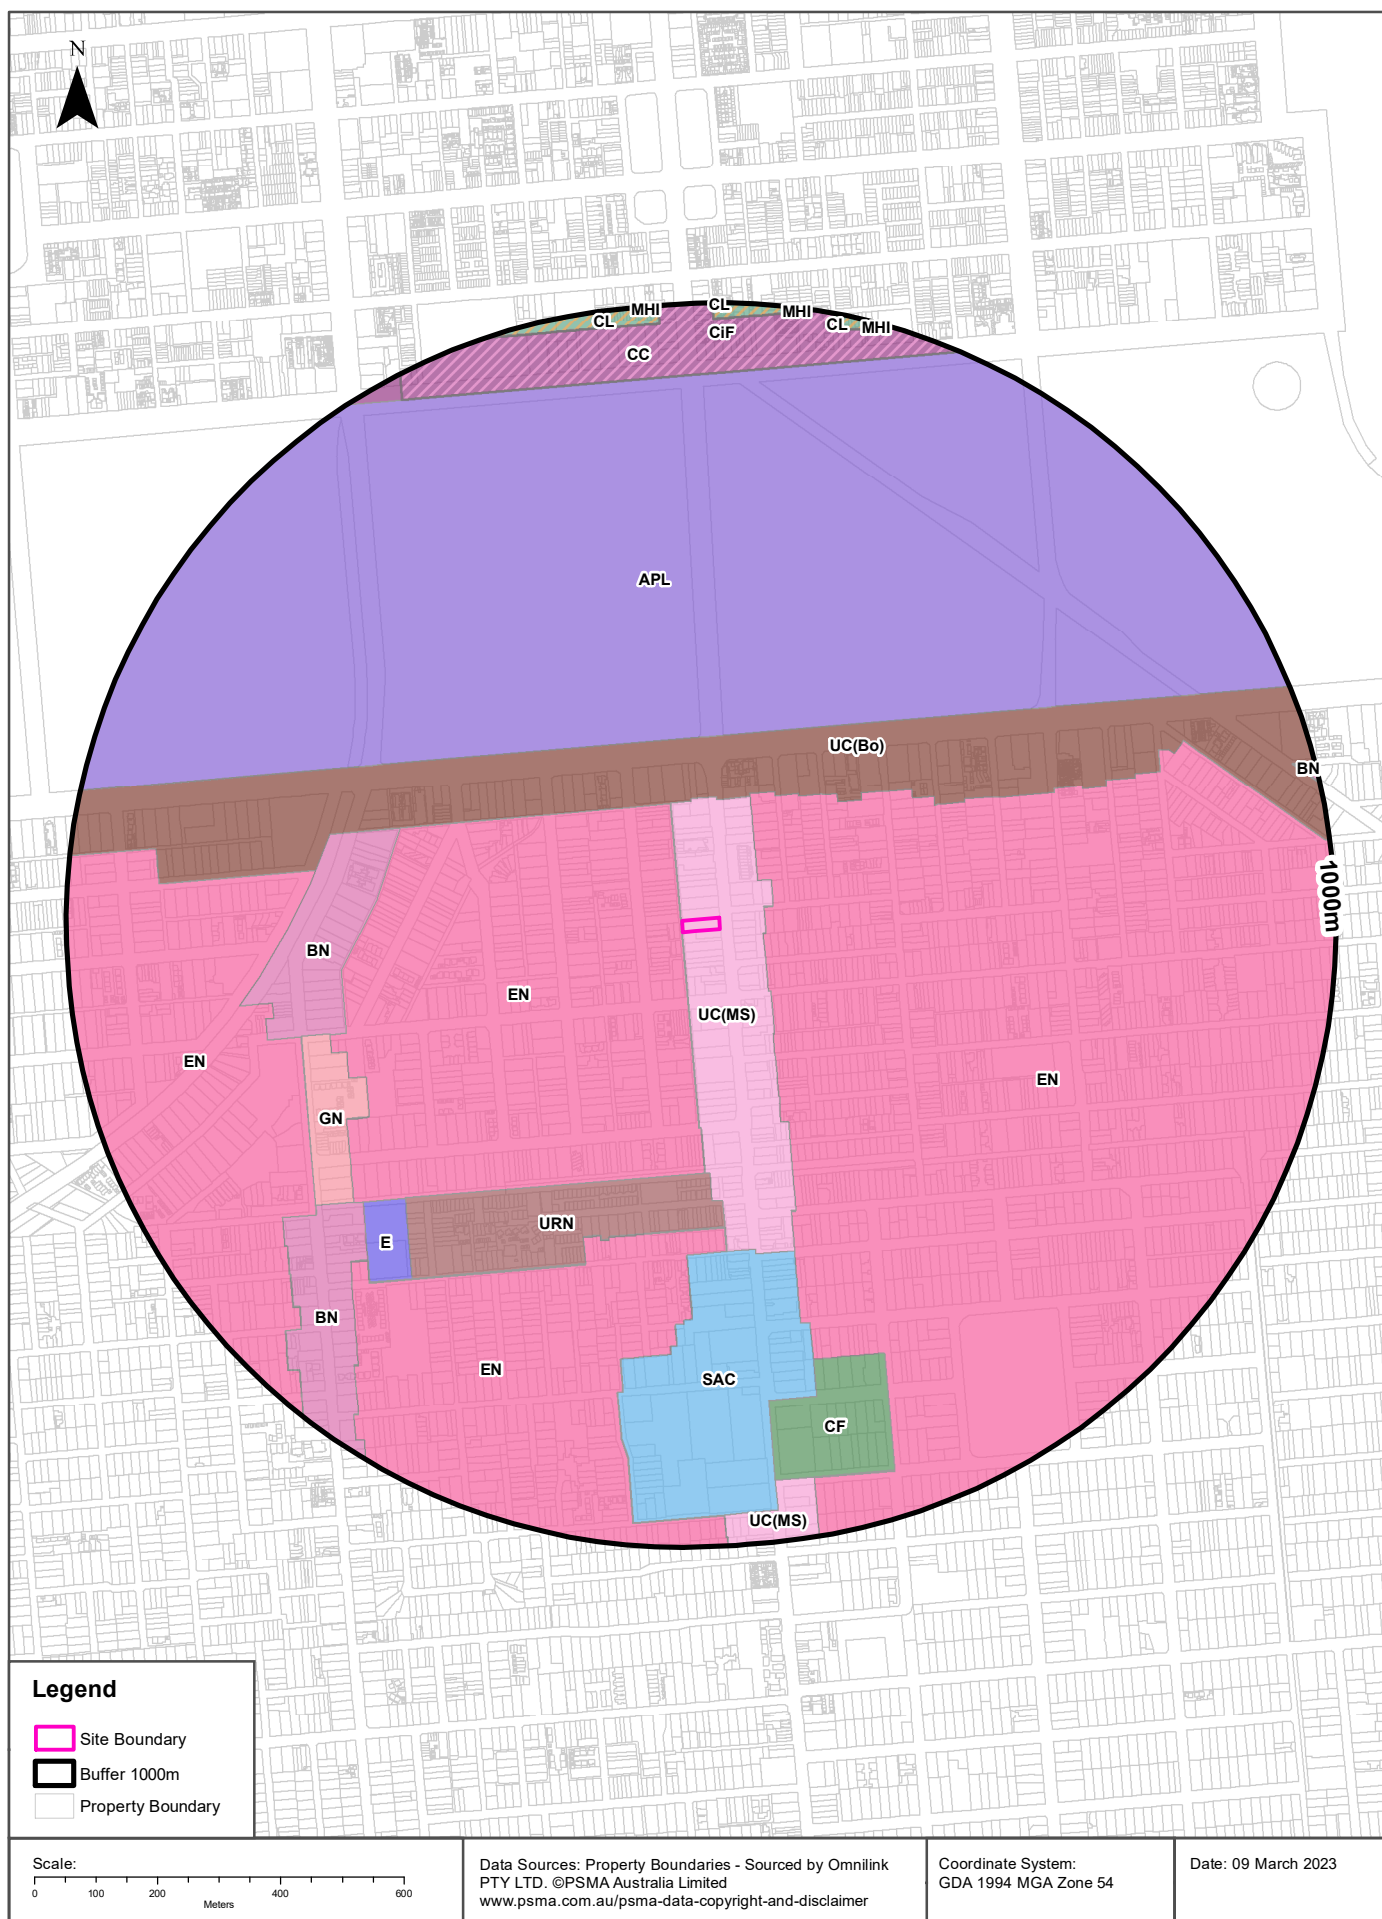 N
CL
MHI
CL
MHI
CL
MHI
CiF
CC
APL
UC(Bo)
BN
1000m
BN
EN
UC(MS)
EN
EN
GN
URN
E
BN
EN
SAC
CF
UC(MS)
Legend
Site Boundary
Buffer 1000m
Property Boundary
Scale:
0 100 200 400 600
Meters
Data Sources: Property Boundaries - Sourced by Omnilink
PTY LTD. ©PSMA Australia Limited
www.psma.com.au/psma-data-copyright-and-disclaimer
Coordinate System:
GDA 1994 MGA Zone 54
Date: 09 March 2023